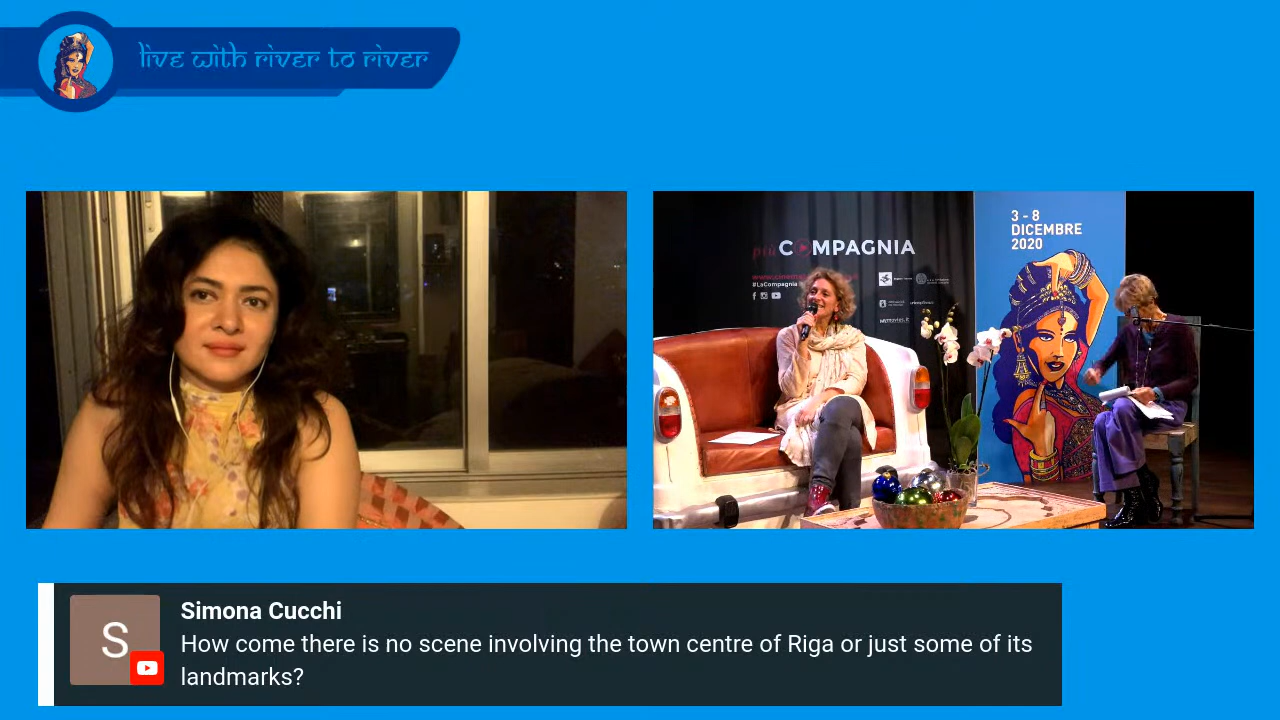 live with river to river
più COMPAGNIA
#LaCompagnia
3 - 8
DICEMBRE
2020
S
Simona Cucchi
How come there is no scene involving the town centre of Riga or just some of its
landmarks?